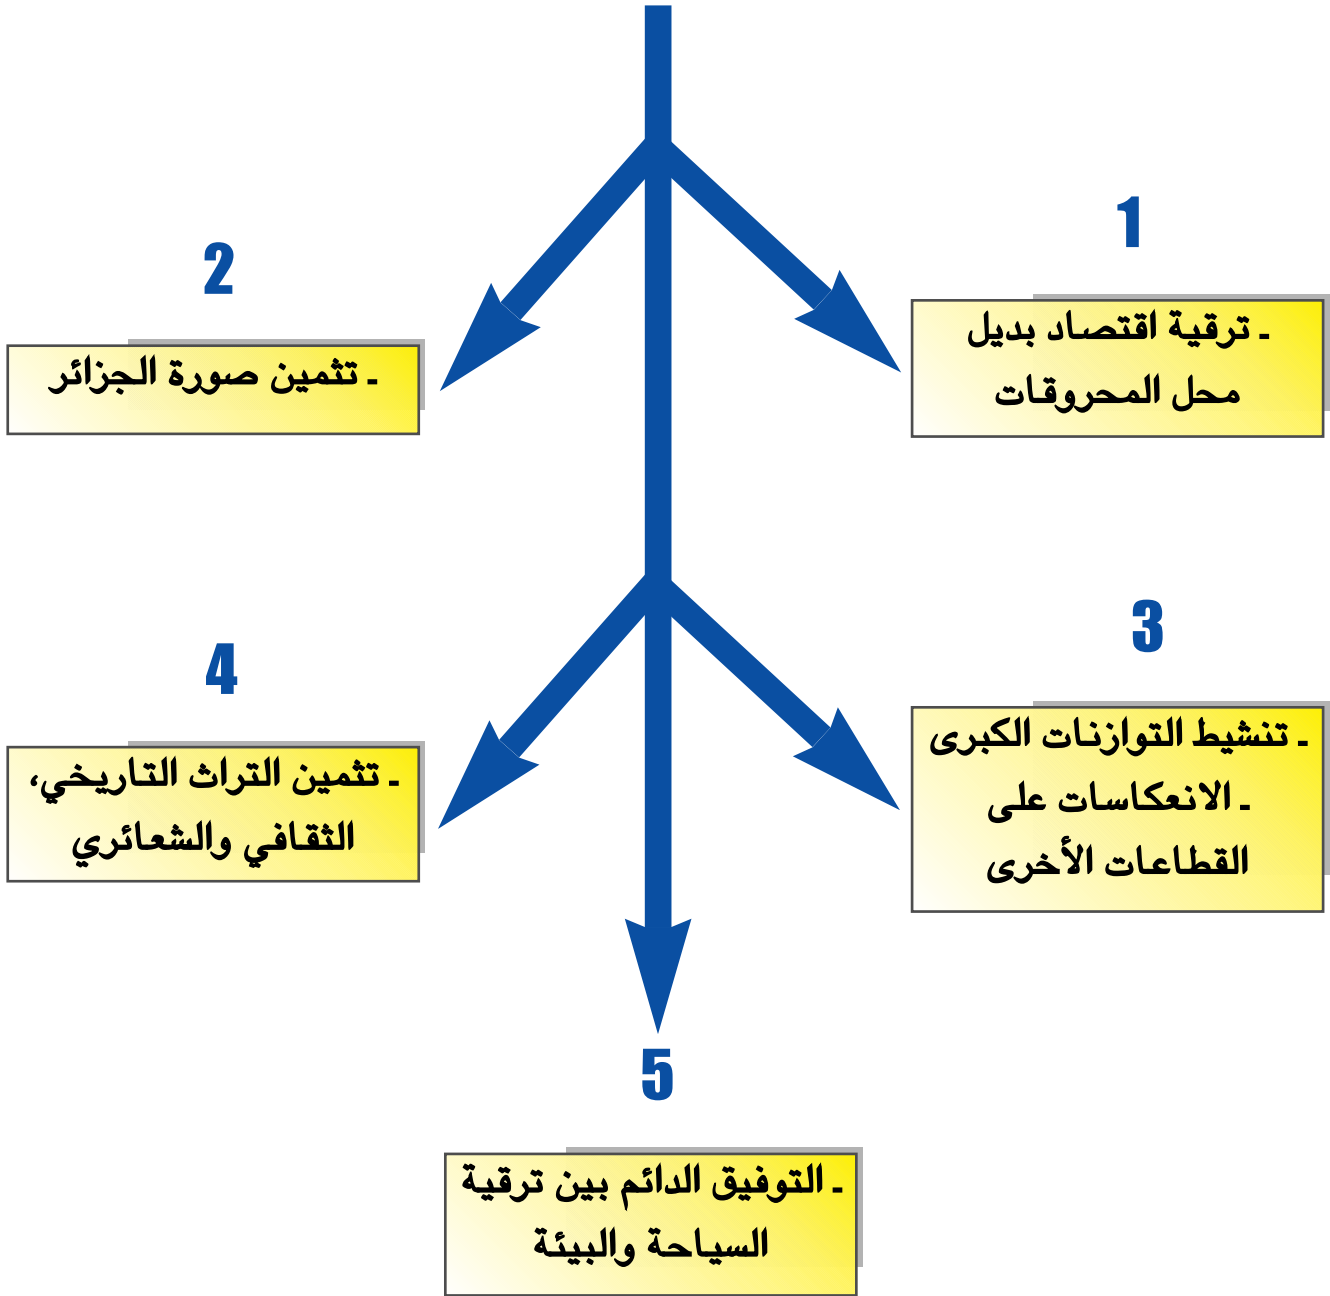 1
ـ ترقية اقتصاد بديل
محل المحروقات
2
ـ تثمين صورة الجزائر
3
ـ تنشيط التوازنات الكبرى
ـ الانعكاسات على
القطاعات الأخرى
4
ـ تثمين التراث التاريخي،
الثقافي والشعائري
5
ـ التوفيق الدائم بين ترقية
السياحة والبيئة